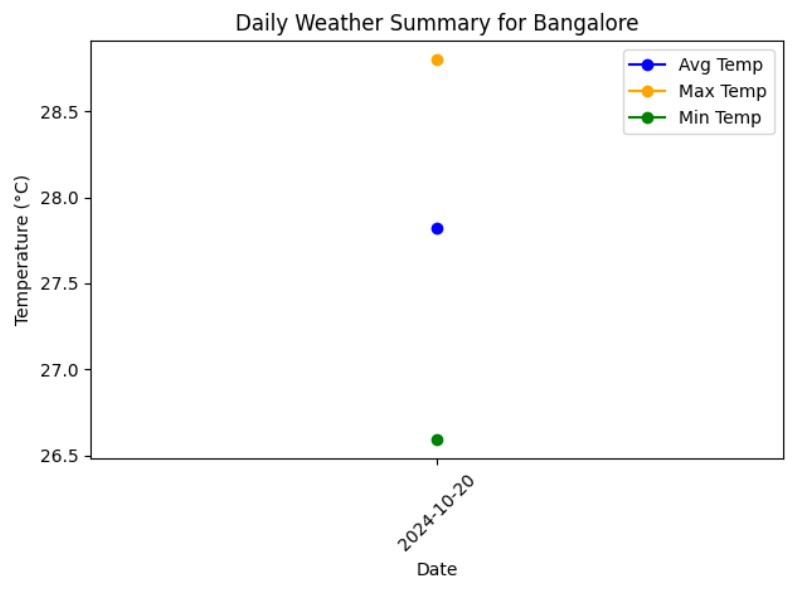 Daily Weather Summary for Bangalore
Avg Temp
Max Temp
Min Temp
Temperature (°C)
28.5
28.0
27.5
27.0
26.5
2024-10-20
Date